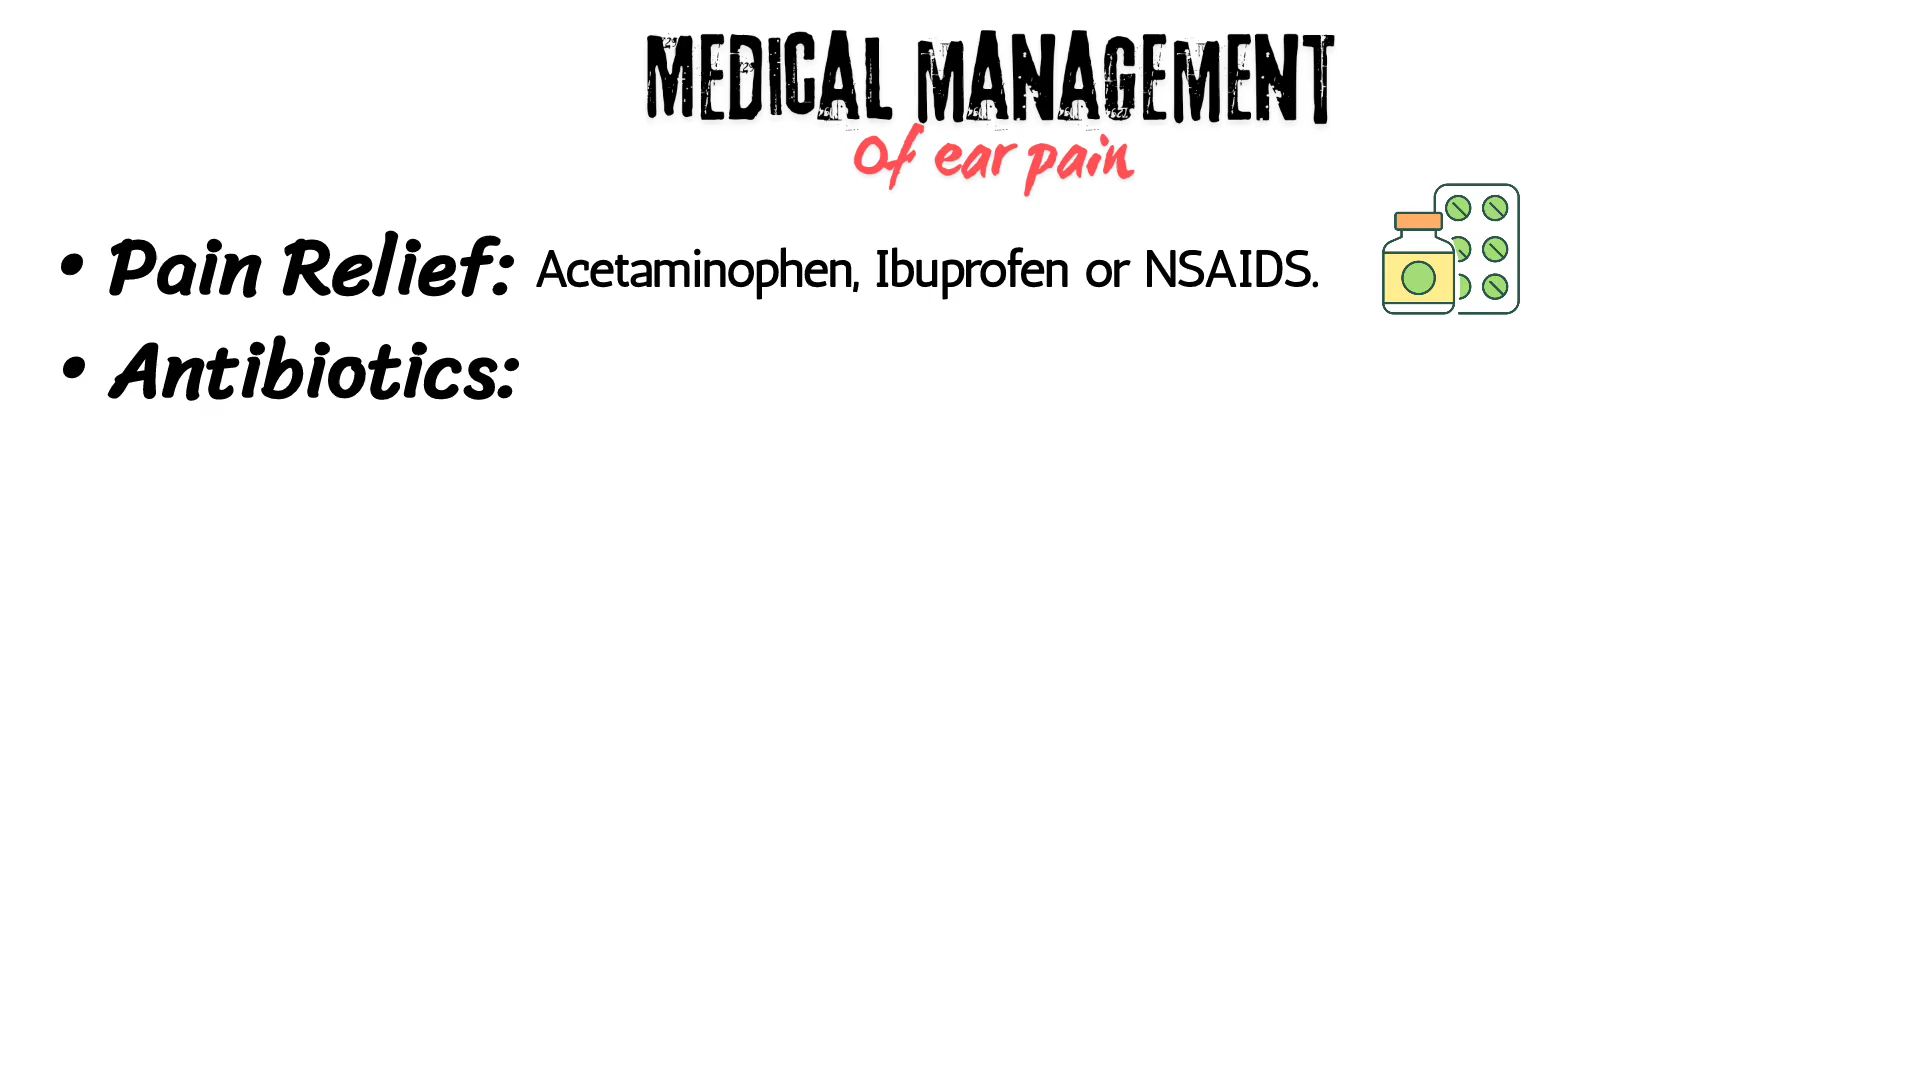 MEDICAL MANAGEMENT
Of ear pain
• Pain Relief: Acetaminophen, Ibuprofen or NSAIDS.
• Antibiotics: